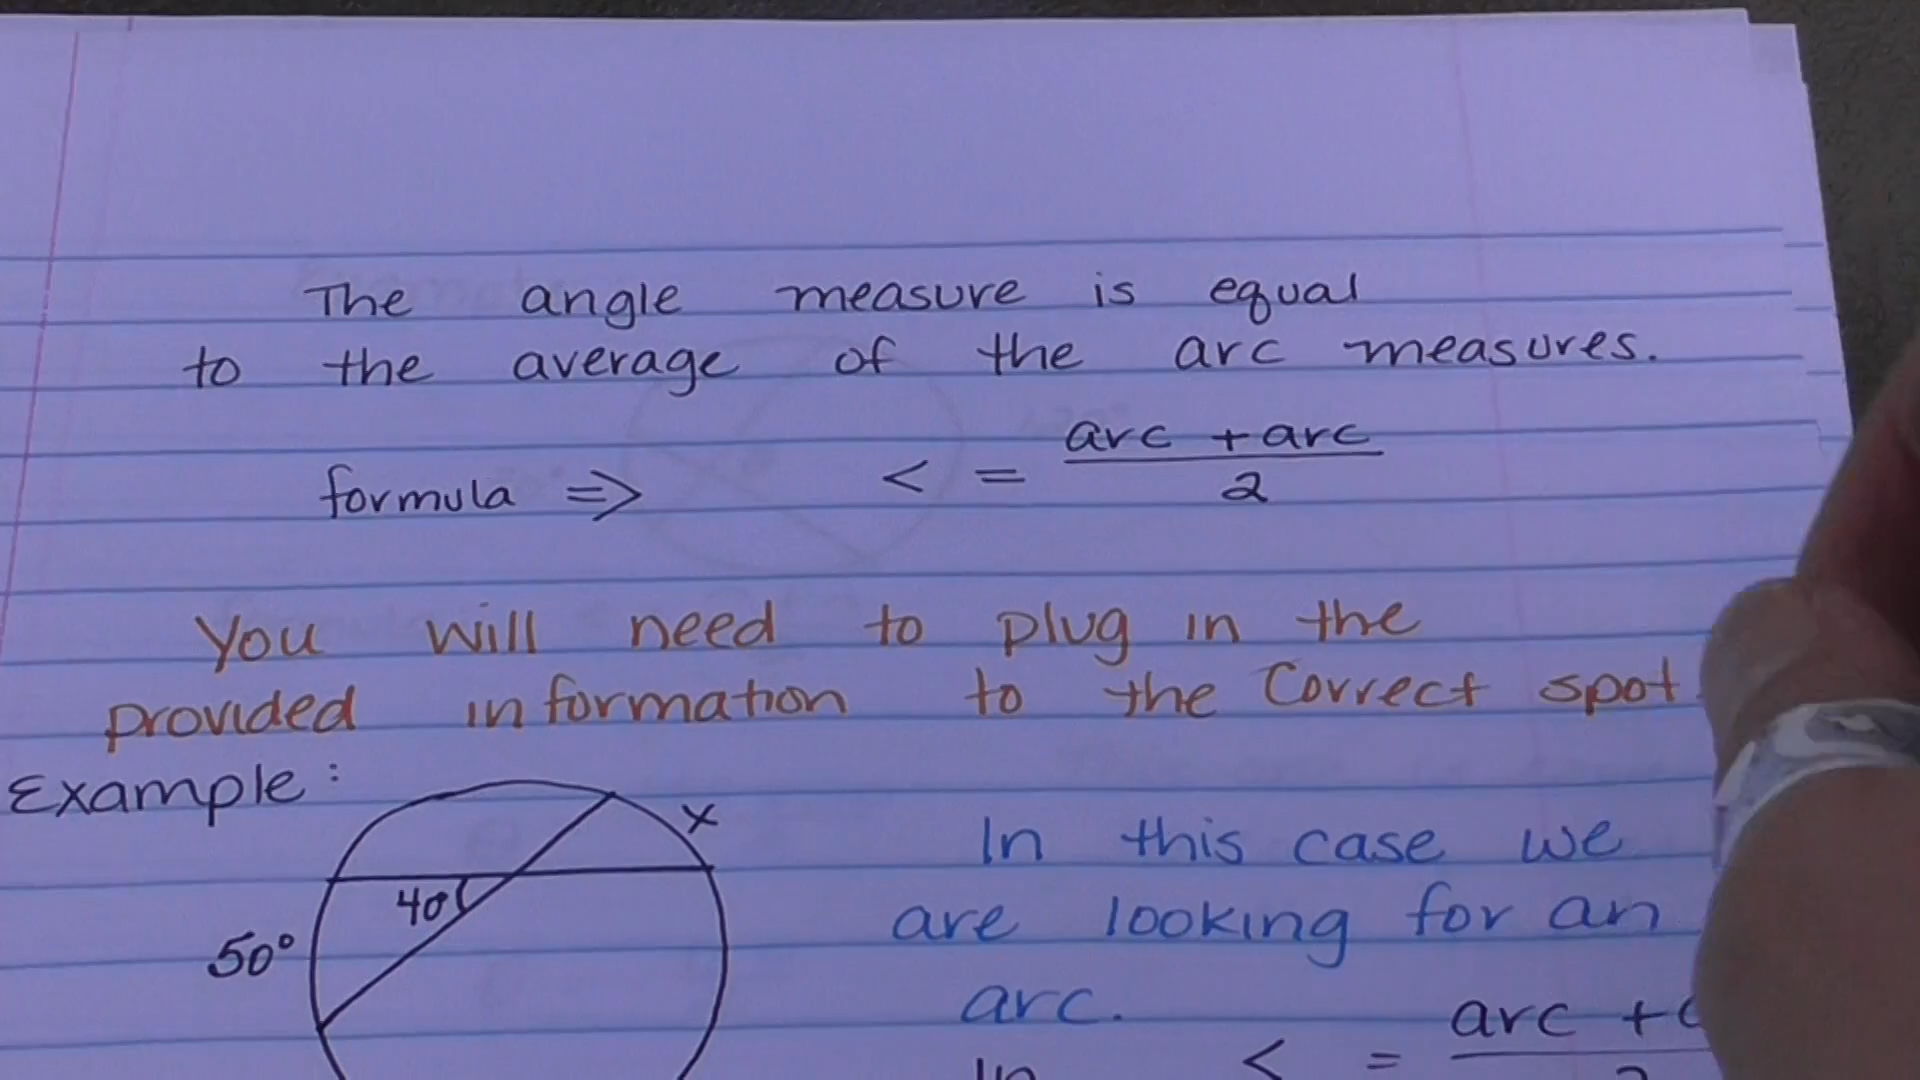 The angle measure is equal
to the average of the arc measures.
formula => < = arc + arc
2
You will need to plug in the
provided information to the correct spot
Example:
x
40
50°
In this case we
are looking for an
arc.
In < = arc +